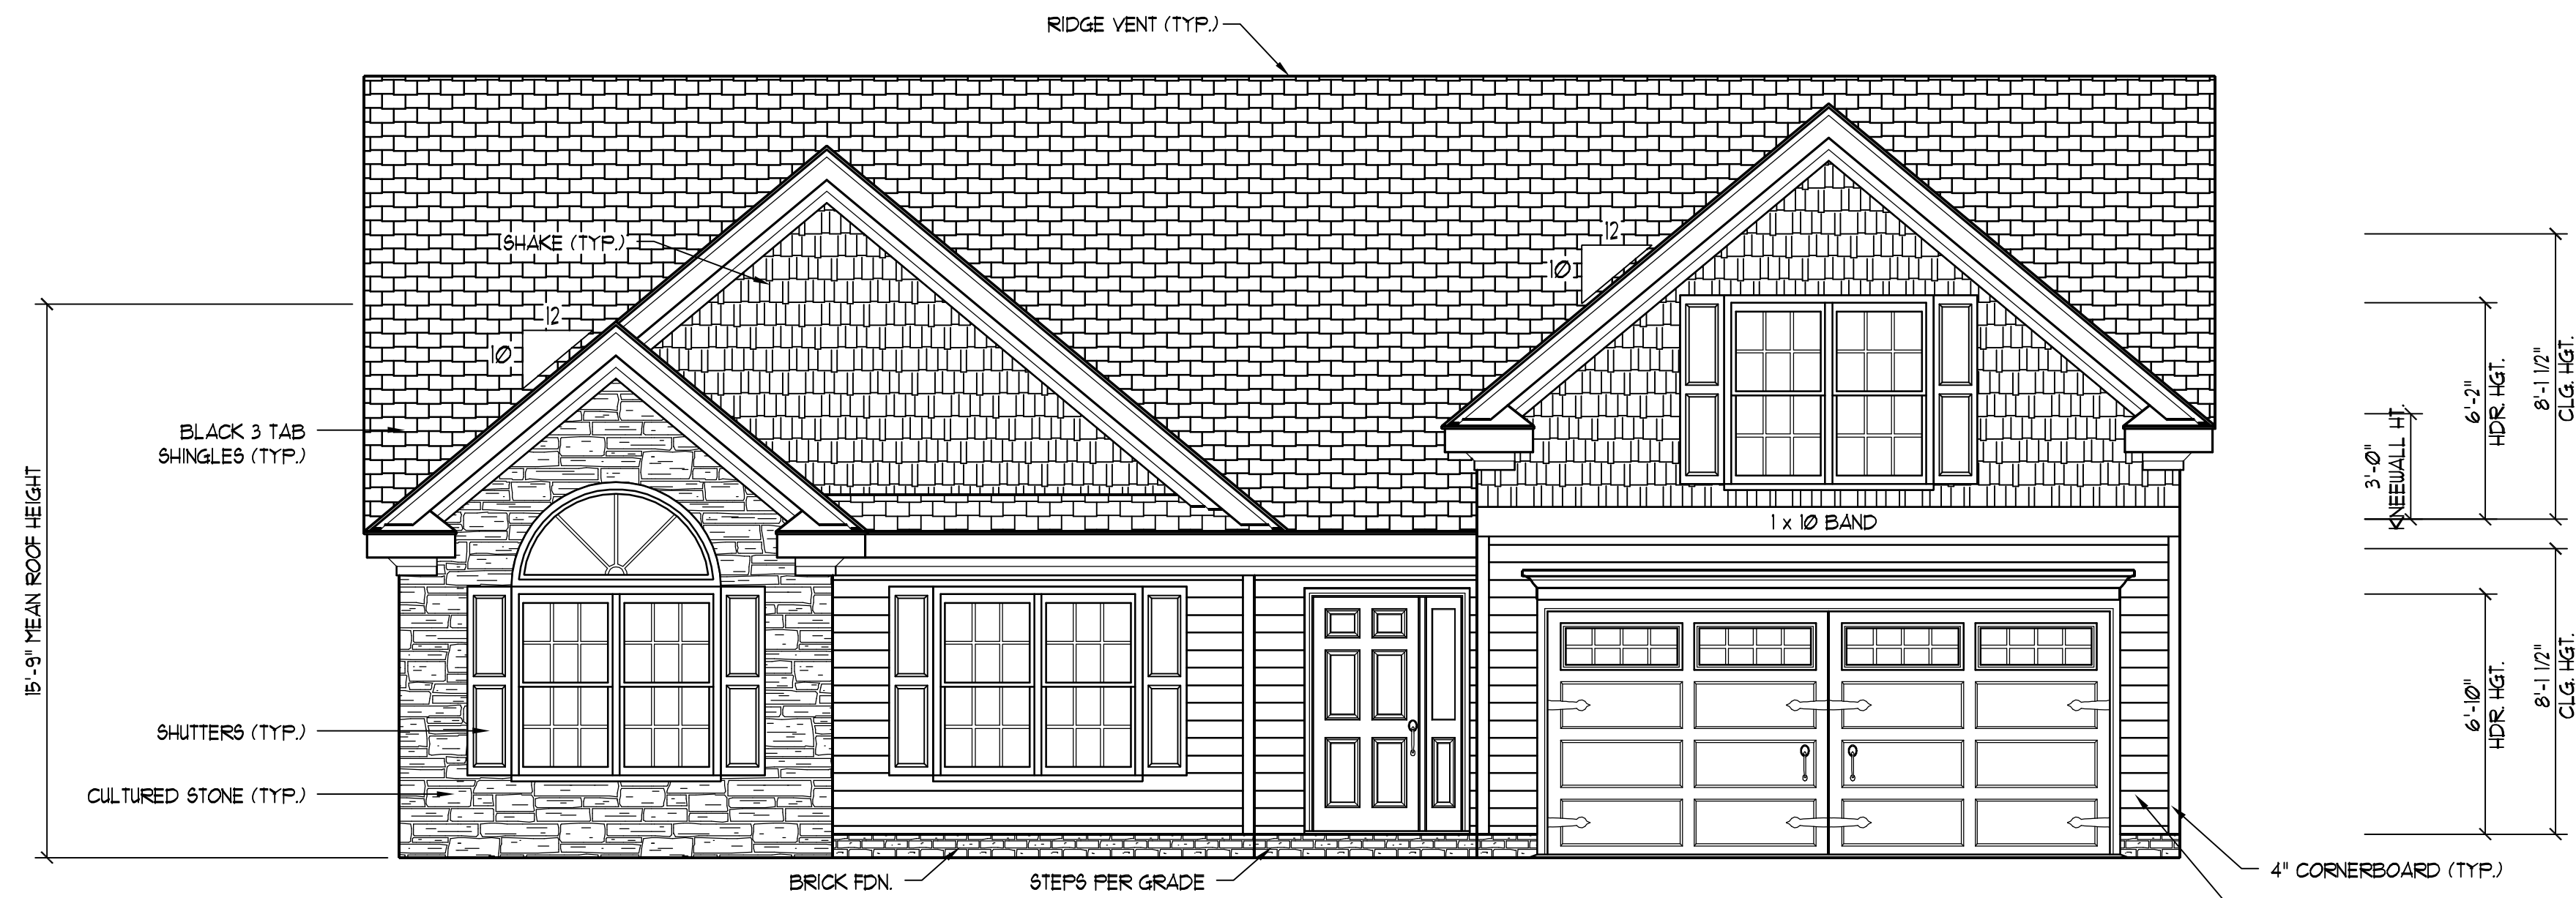 RIDGE VENT (TYP.)
SHAKE (TYP.)
12
10
12
10
BLACK 3 TAB
SHINGLES (TYP.)
15'-9" MEAN ROOF HEIGHT
SHUTTERS (TYP.)
CULTURED STONE (TYP.)
1 x 10 BAND
3'-0"
KNEEWALL HT.
6'-2"
HDR. HGT.
8'-1 1/2"
CLG. HGT.
6'-10"
HDR. HGT.
8'-1 1/2"
CLG. HGT.
BRICK FDN.
STEPS PER GRADE
4" CORNERBOARD (TYP.)